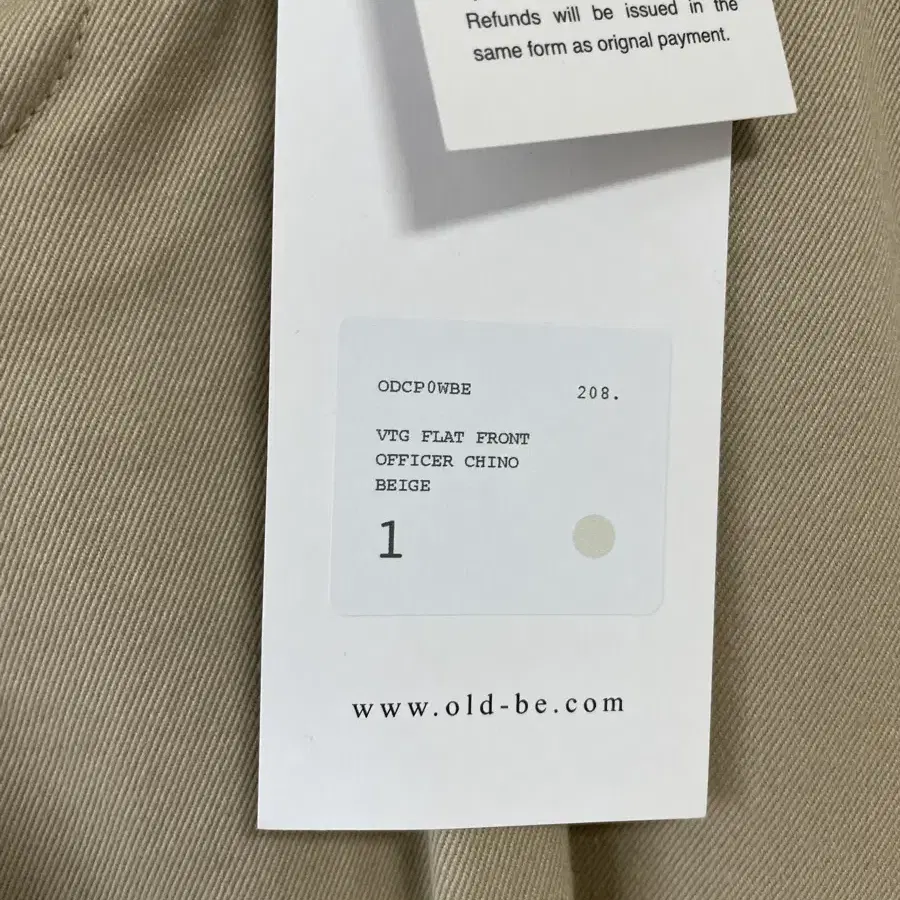 Refunds will be issued in the
same form as orignal payment.
ODCP0WBE 208.
VTG FLAT FRONT
OFFICER CHINO
BEIGE
1
www.old-be.com